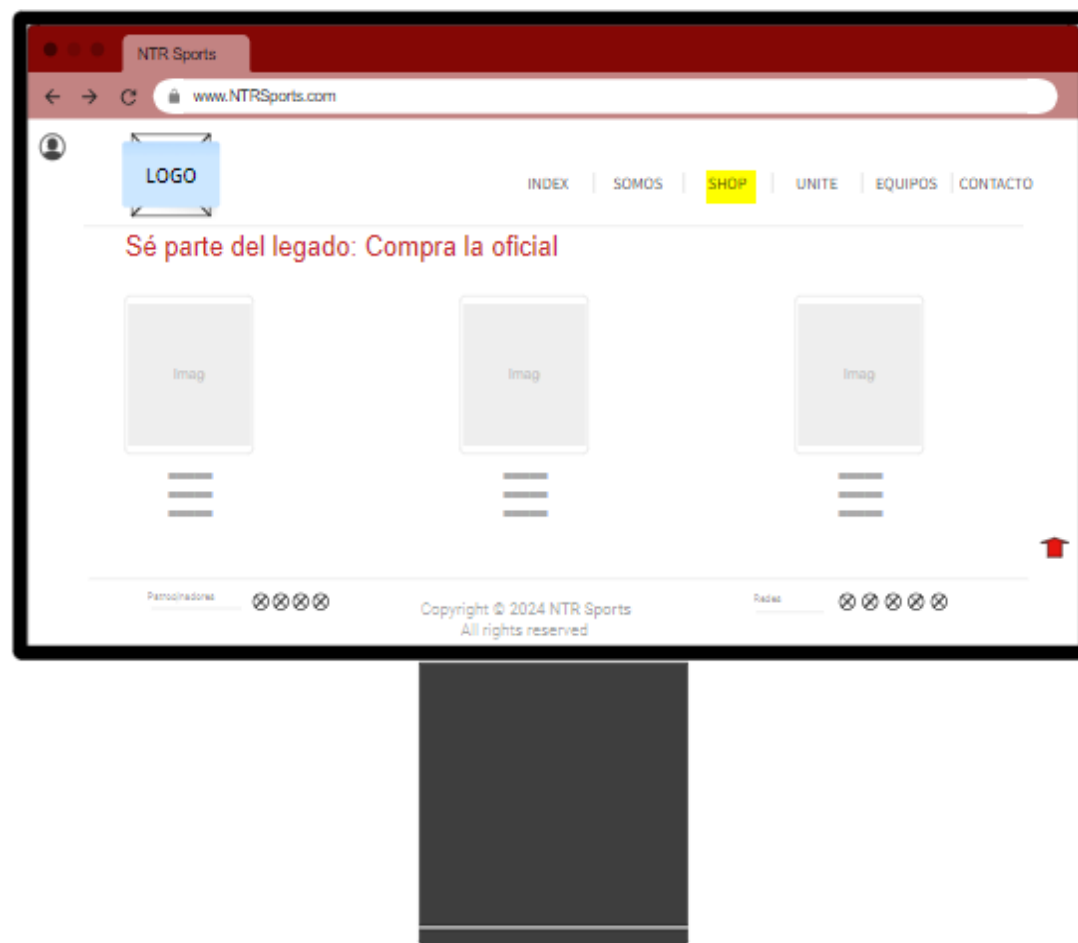 NTR Sports
www.NTRSports.com
LOGO
INDEX SOMOS SHOP UNITE EQUIPOS CONTACTO
Sé parte del legado: Compra la oficial
Imag Imag Imag
Patrocinadores
Copyright © 2024 NTR Sports
All rights reserved
Redes